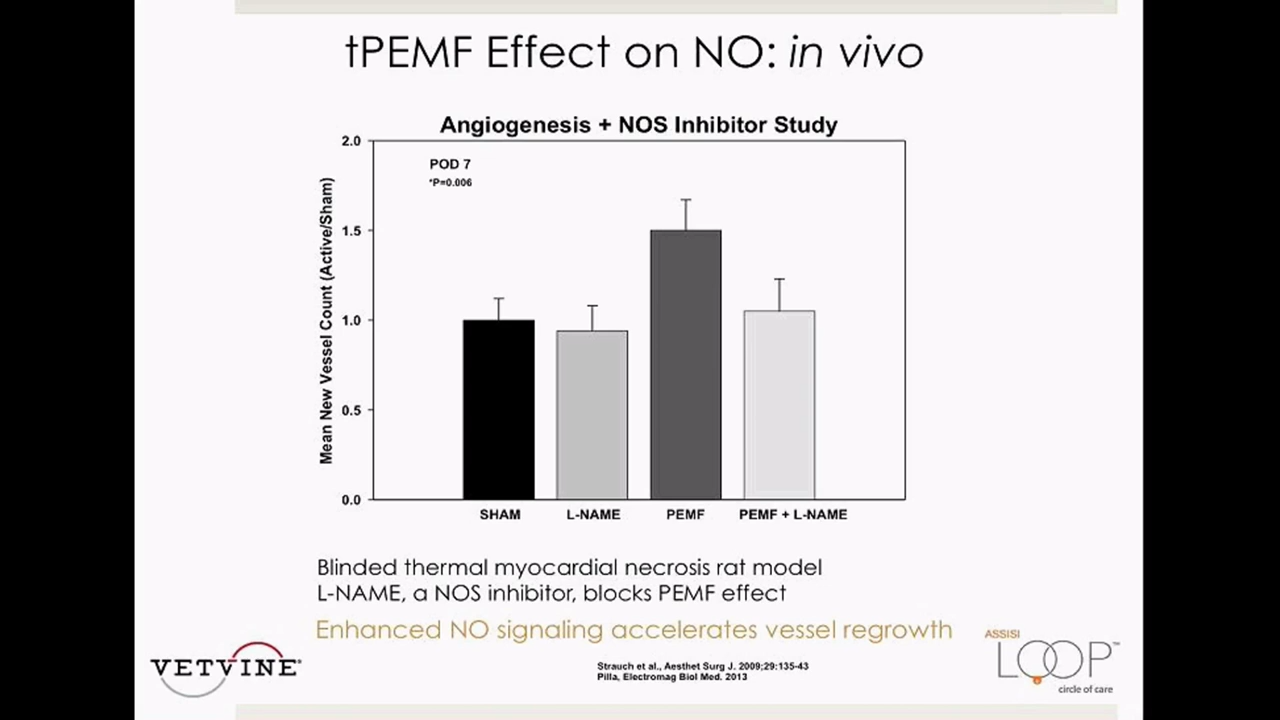 tPEMF Effect on NO: in vivo
Angiogenesis + NOS Inhibitor Study
POD 7
*P=0.006
Mean New Vessel Count (Active/Sham)
2.0
1.5
1.0
0.5
0.0
SHAM L-NAME PEMF PEMF + L-NAME
Blinded thermal myocardial necrosis rat model
L-NAME, a NOS inhibitor, blocks PEMF effect
Enhanced NO signaling accelerates vessel regrowth
VETVINE®
Strauch et al., Aesthet Surg J. 2009;29:135-43
Pilla, Electromag Biol Med. 2013
ASSISI
LOOP™
circle of care